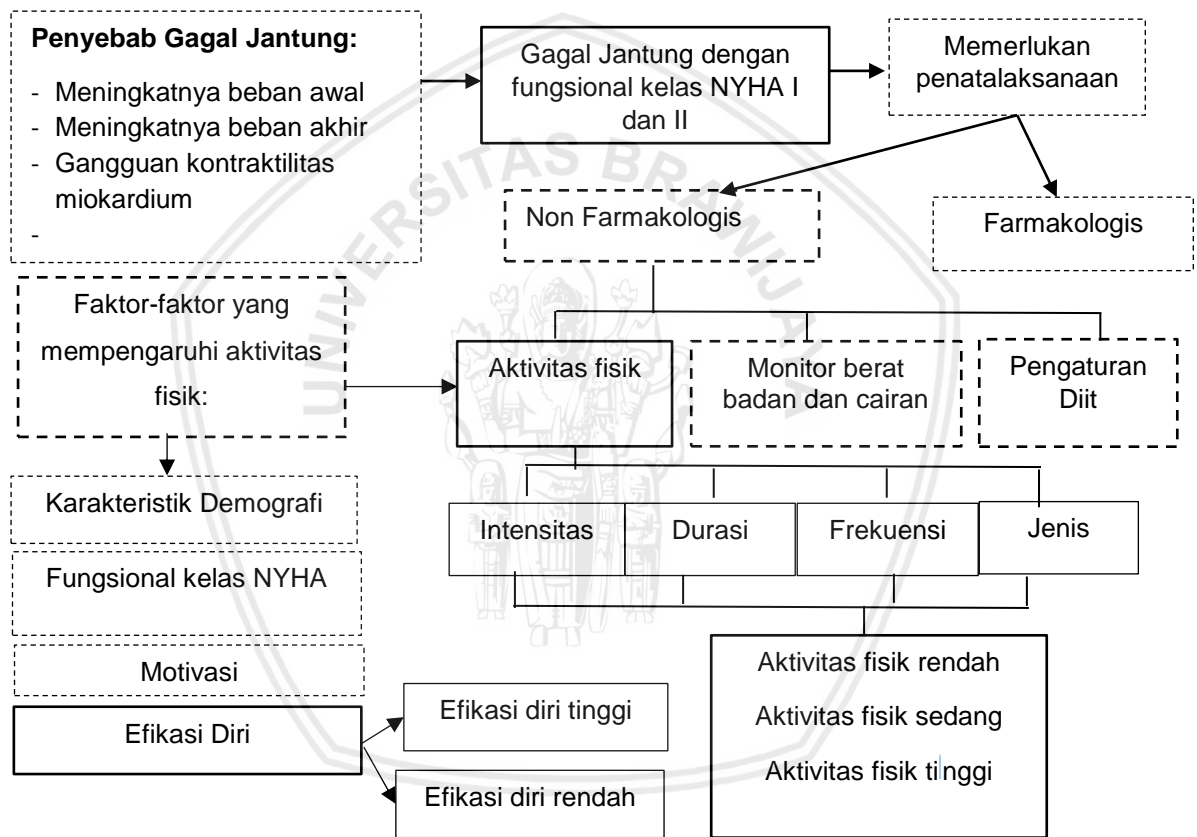 Penyebab Gagal Jantung:
- Meningkatnya beban awal
- Meningkatnya beban akhir
- Gangguan kontraktilitas
miokardium
-
Gagal Jantung dengan
fungsional kelas NYHA I
dan II
Memerlukan
penatalaksanaan
Non Farmakologis
Farmakologis
Faktor-faktor yang
mempengaruhi aktivitas
fisik:
Aktivitas fisik
Monitor berat
badan dan cairan
Pengaturan
Diit
Karakteristik Demografi
Fungsional kelas NYHA
Motivasi
Efikasi Diri
Intensitas
Durasi
Frekuensi
Jenis
Efikasi diri tinggi
Efikasi diri rendah
Aktivitas fisik rendah
Aktivitas fisik sedang
Aktivitas fisik tinggi
UNIVERSITAS BRAWIJAYA